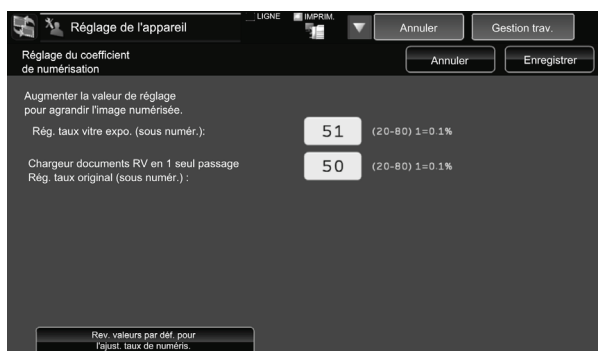 Réglage de l'appareil
LIGNE
IMPRIM.
Annuler
Gestion trav.
Réglage du coefficient
de numérisation
Annuler
Enregistrer
Augmenter la valeur de réglage
pour agrandir l'image numérisée.
Rég. taux vitre expo. (sous numér.):
51
(20-80) 1=0.1%
Chargeur documents RV en 1 seul passage
Rég. taux original (sous numér.) :
50
(20-80) 1=0.1%
Rev. valeurs par déf. pour
l'ajust. taux de numéris.